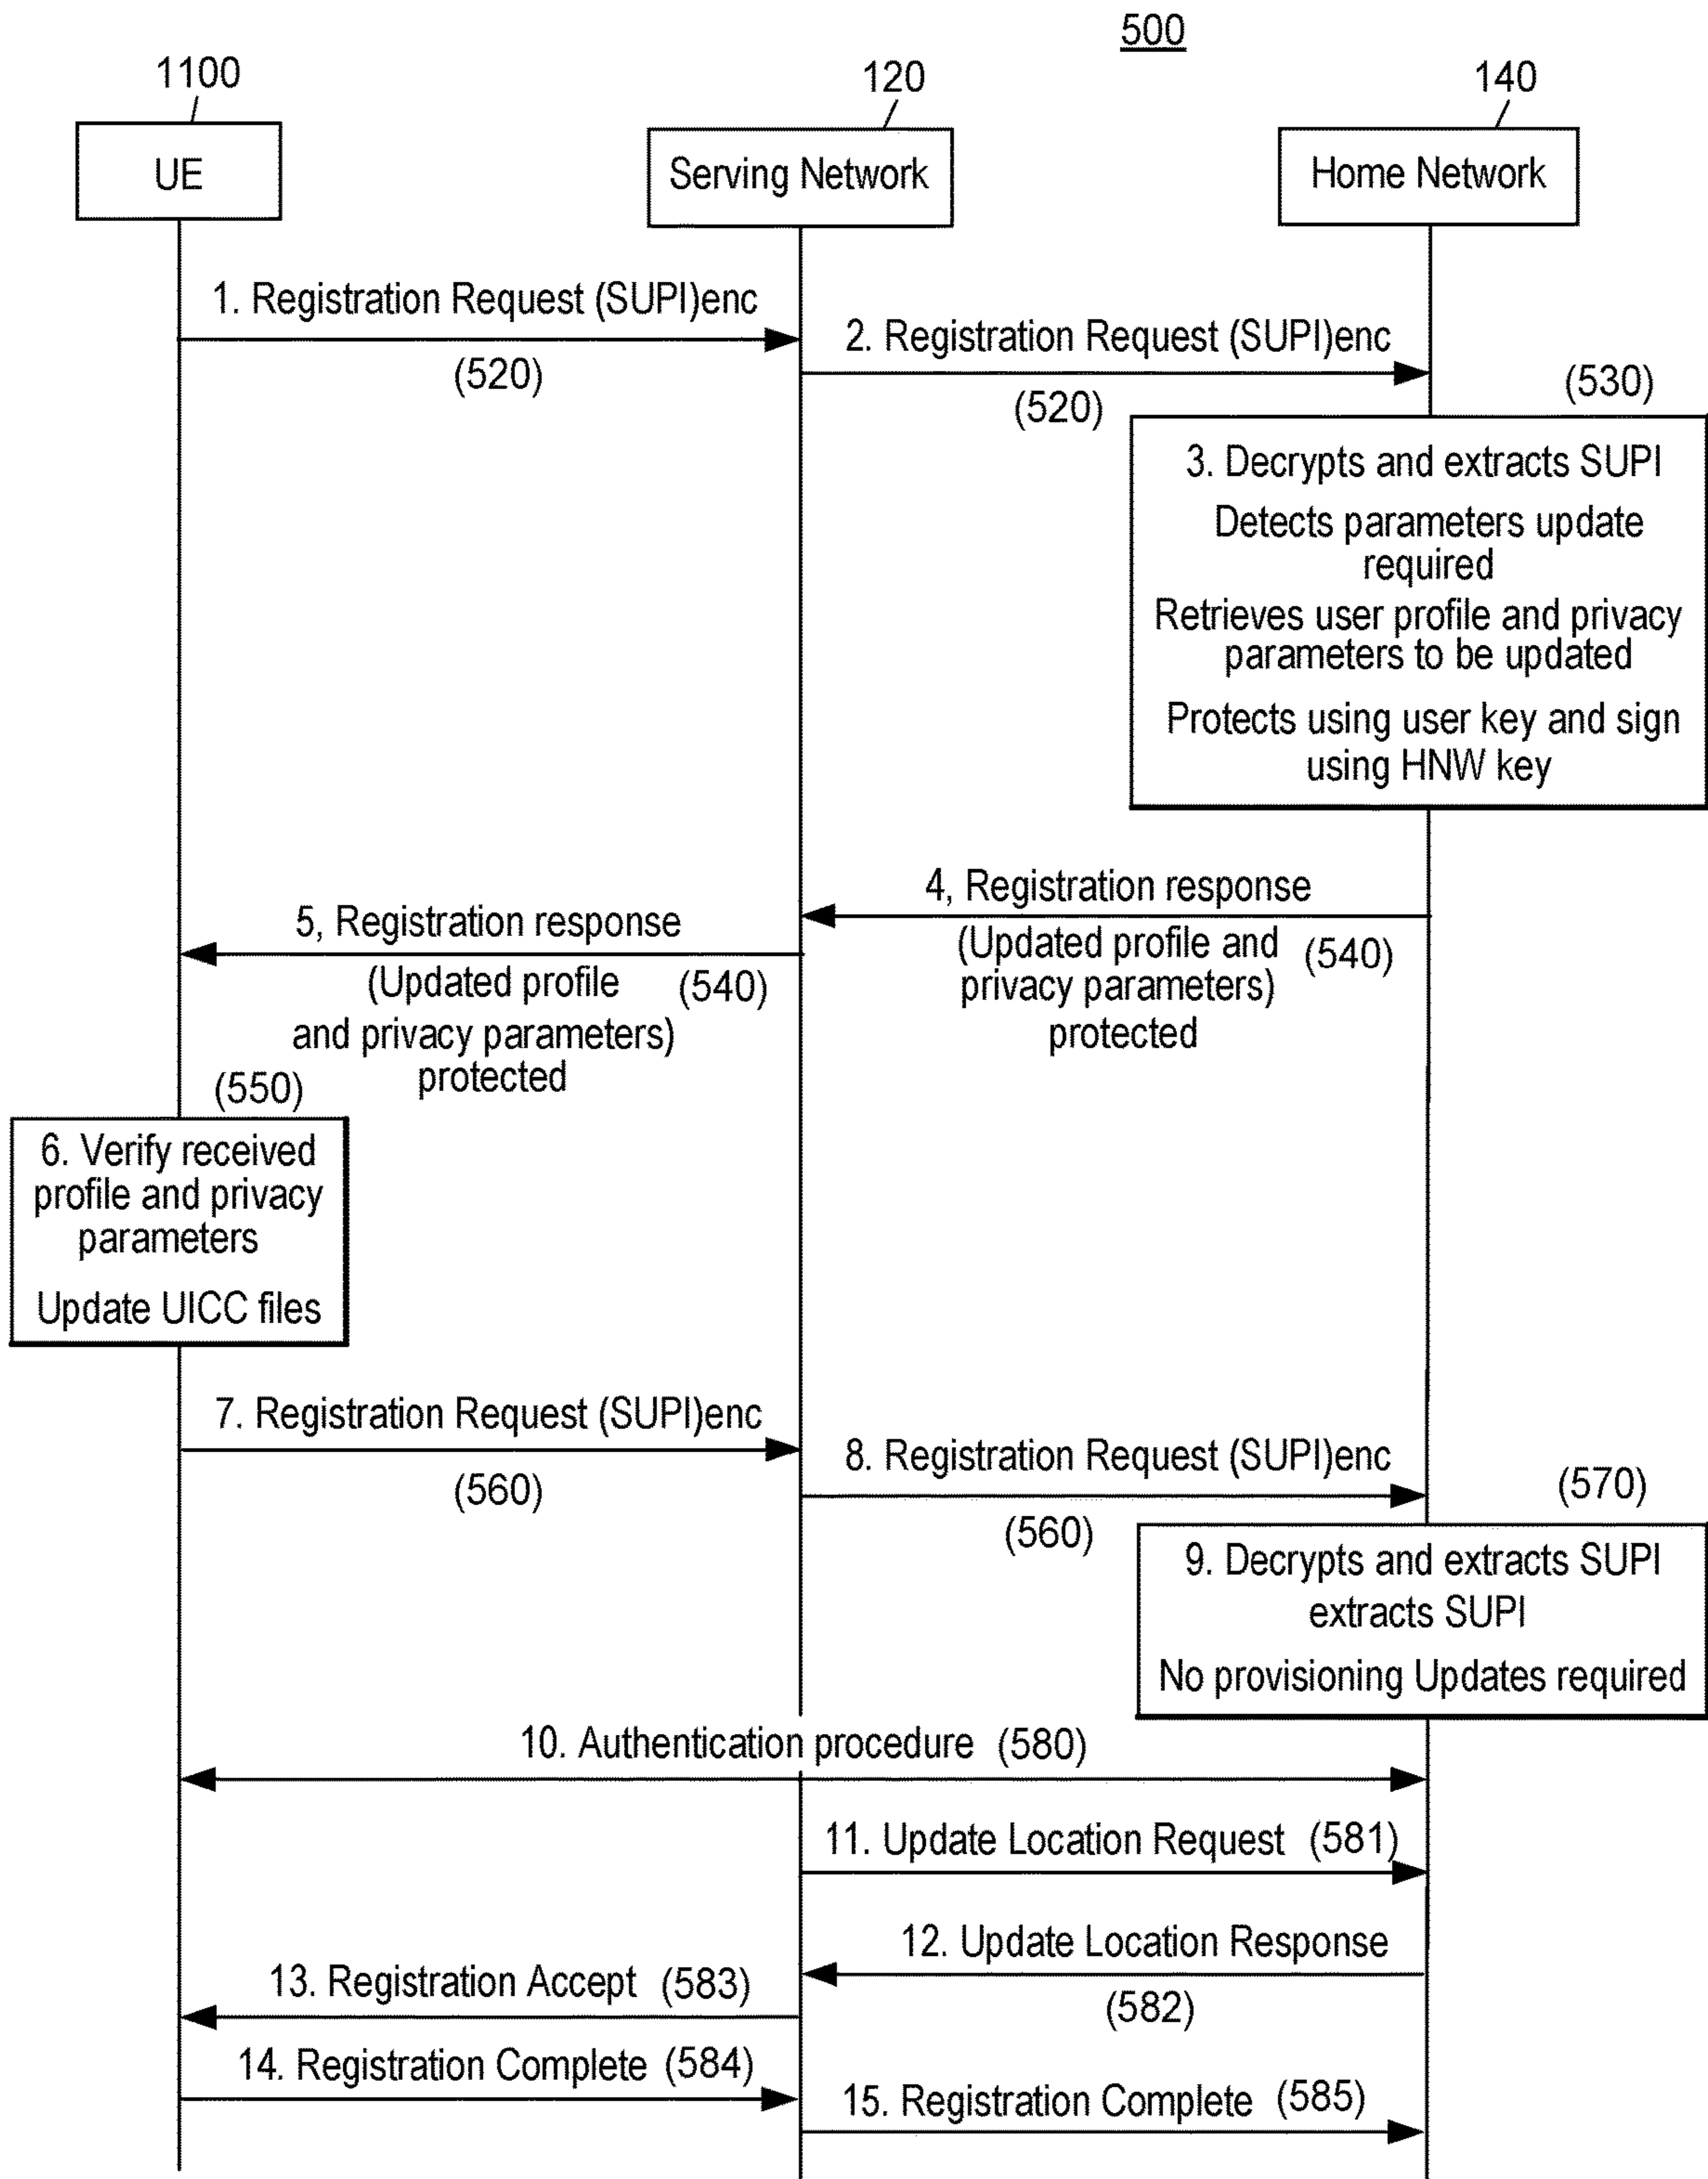 500
1100
120
140
UE
Serving Network
Home Network
1. Registration Request (SUPI)enc
(520)
2. Registration Request (SUPI)enc
(520)
(530)
3. Decrypts and extracts SUPI
Detects parameters update
required
Retrieves user profile and privacy
parameters to be updated
Protects using user key and sign
using HNW key
4, Registration response
(Updated profile and
privacy parameters)
protected
(540)
5, Registration response
(Updated profile
and privacy parameters)
protected
(540)
(550)
6. Verify received
profile and privacy
parameters
Update UICC files
7. Registration Request (SUPI)enc
(560)
8. Registration Request (SUPI)enc
(560)
(570)
9. Decrypts and extracts SUPI
extracts SUPI
No provisioning Updates required
10. Authentication procedure (580)
11. Update Location Request (581)
12. Update Location Response
(582)
13. Registration Accept (583)
14. Registration Complete (584)
15. Registration Complete (585)